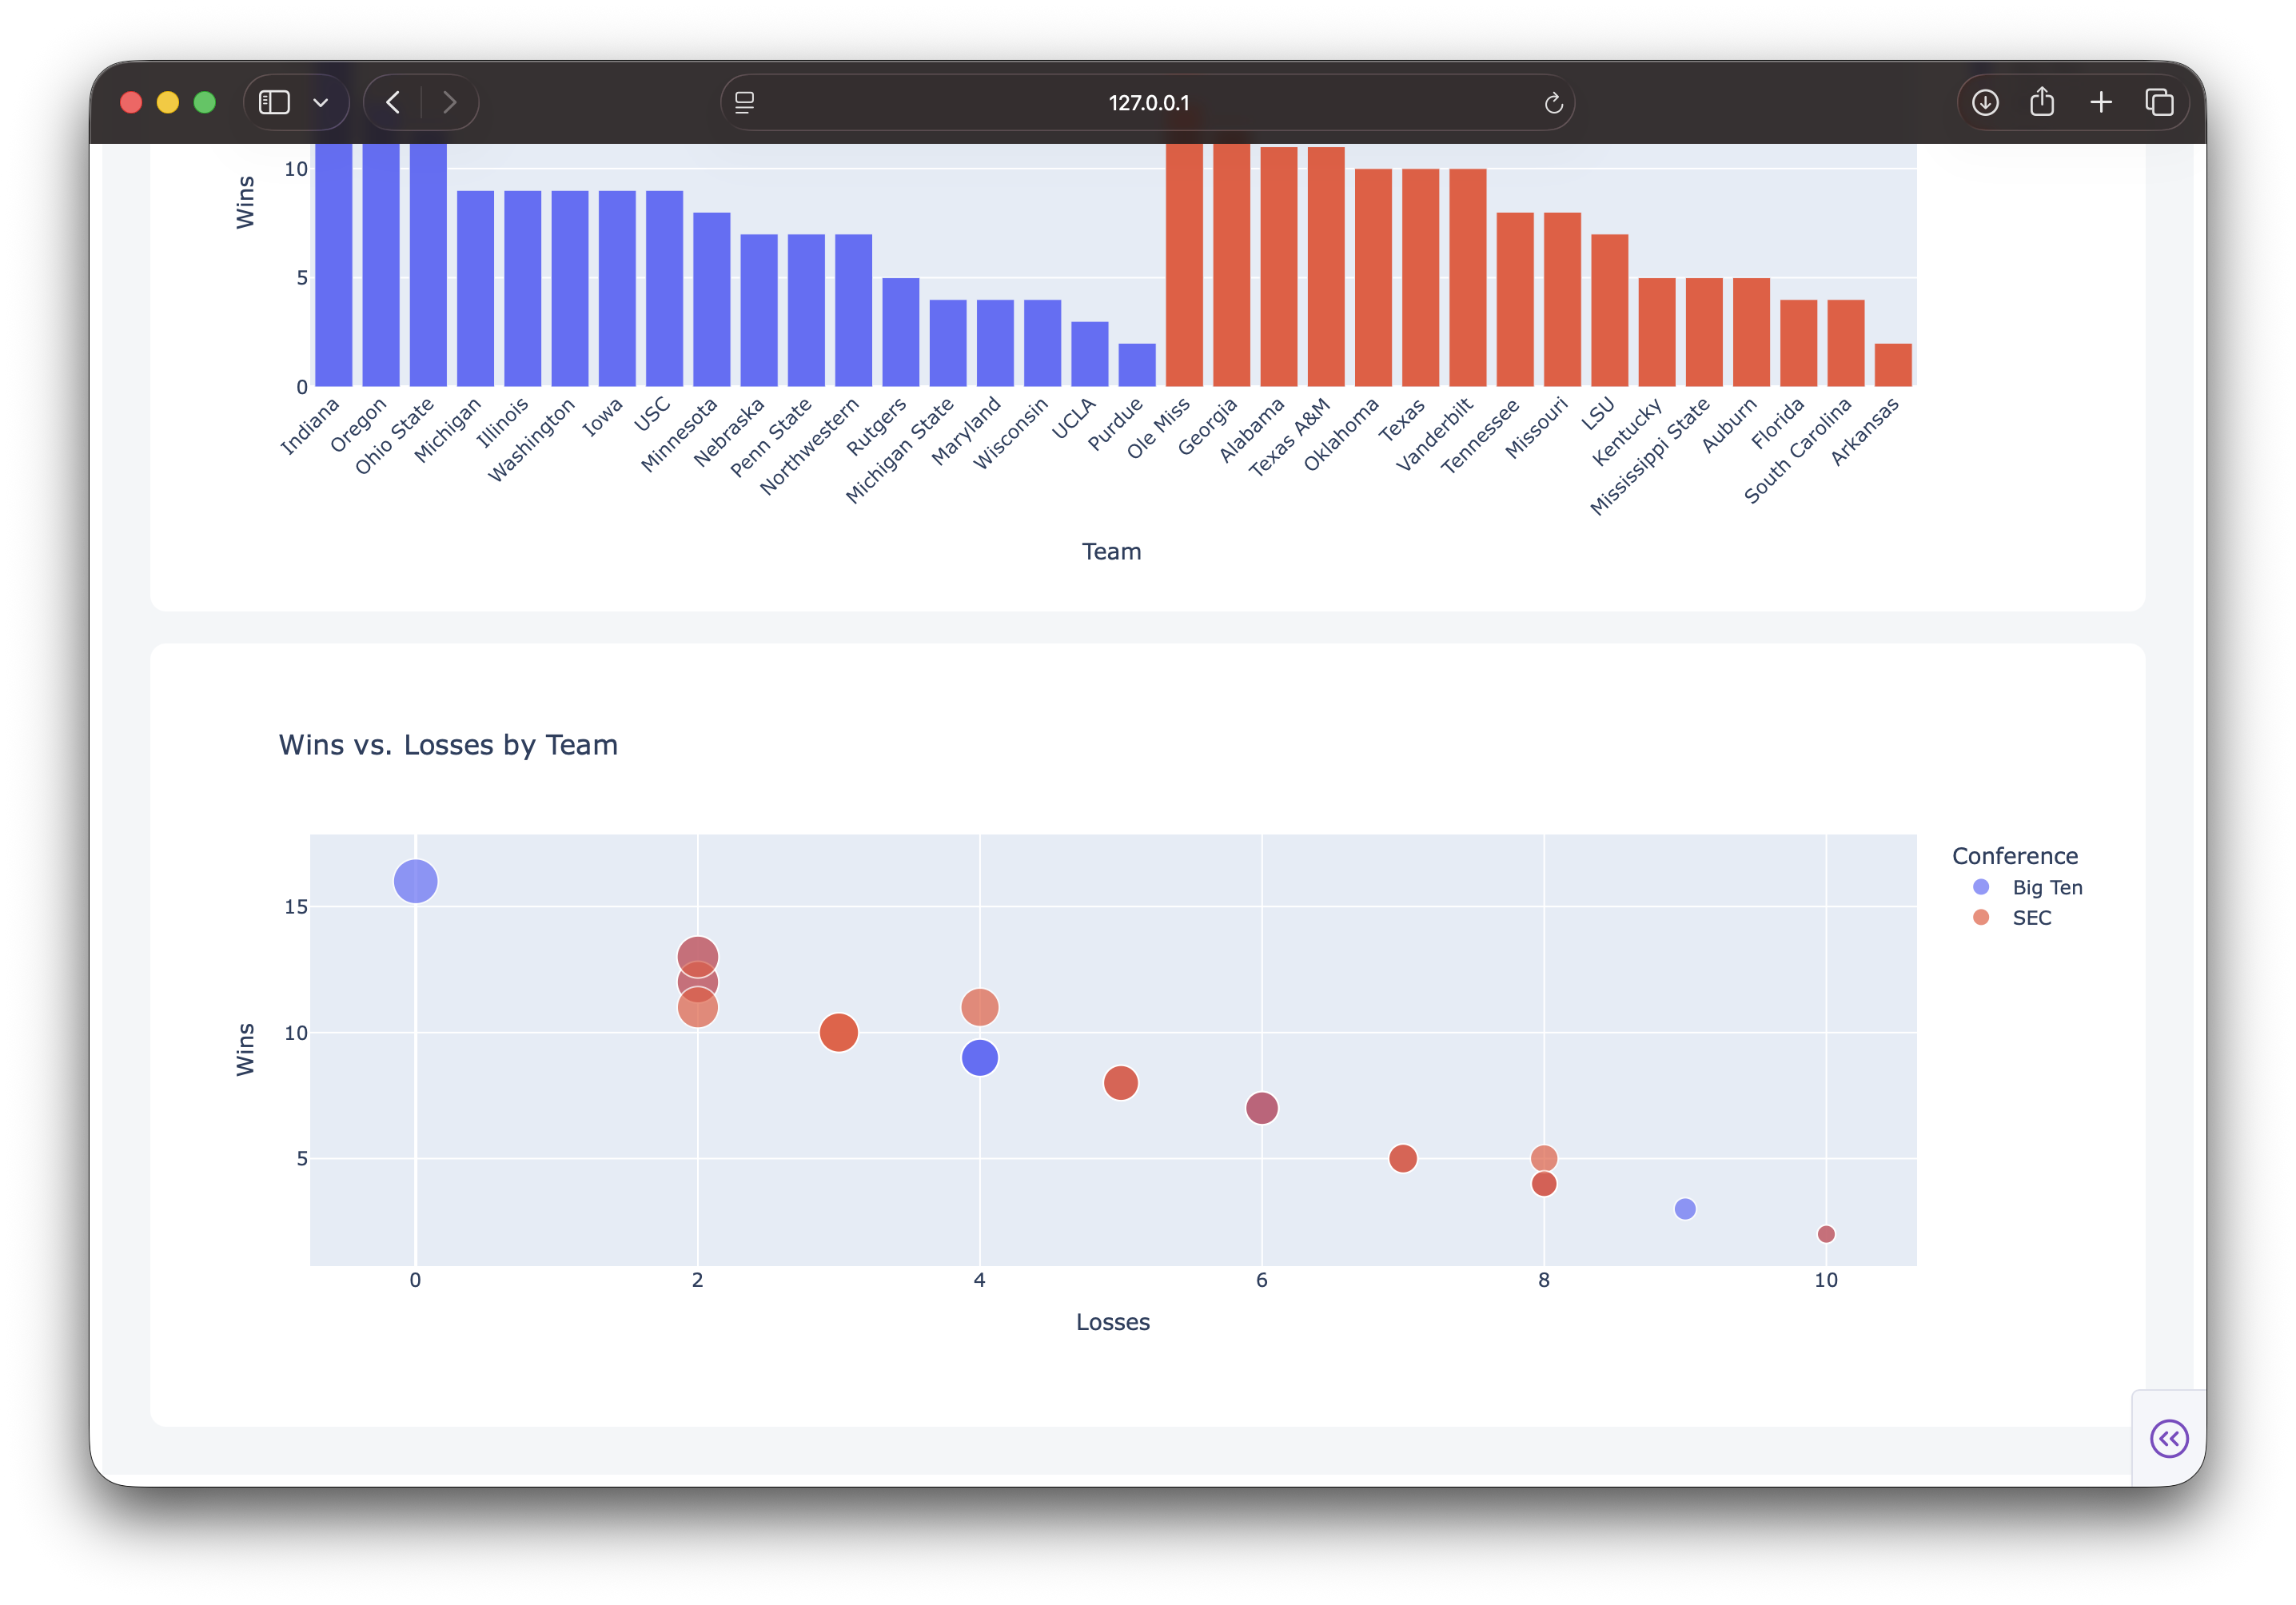 127.0.0.1
Wins
10
5
0
Indiana
Oregon
Ohio State
Michigan
Illinois
Washington
Iowa
USC
Minnesota
Nebraska
Penn State
Northwestern
Rutgers
Michigan State
Maryland
Wisconsin
UCLA
Purdue
Ole Miss
Georgia
Alabama
Texas A&M
Oklahoma
Texas
Vanderbilt
Tennessee
Missouri
LSU
Kentucky
Mississippi State
Auburn
Florida
South Carolina
Arkansas
Team
Wins vs. Losses by Team
Conference
Big Ten
SEC
Wins
15
10
5
0
2
4
6
8
10
Losses